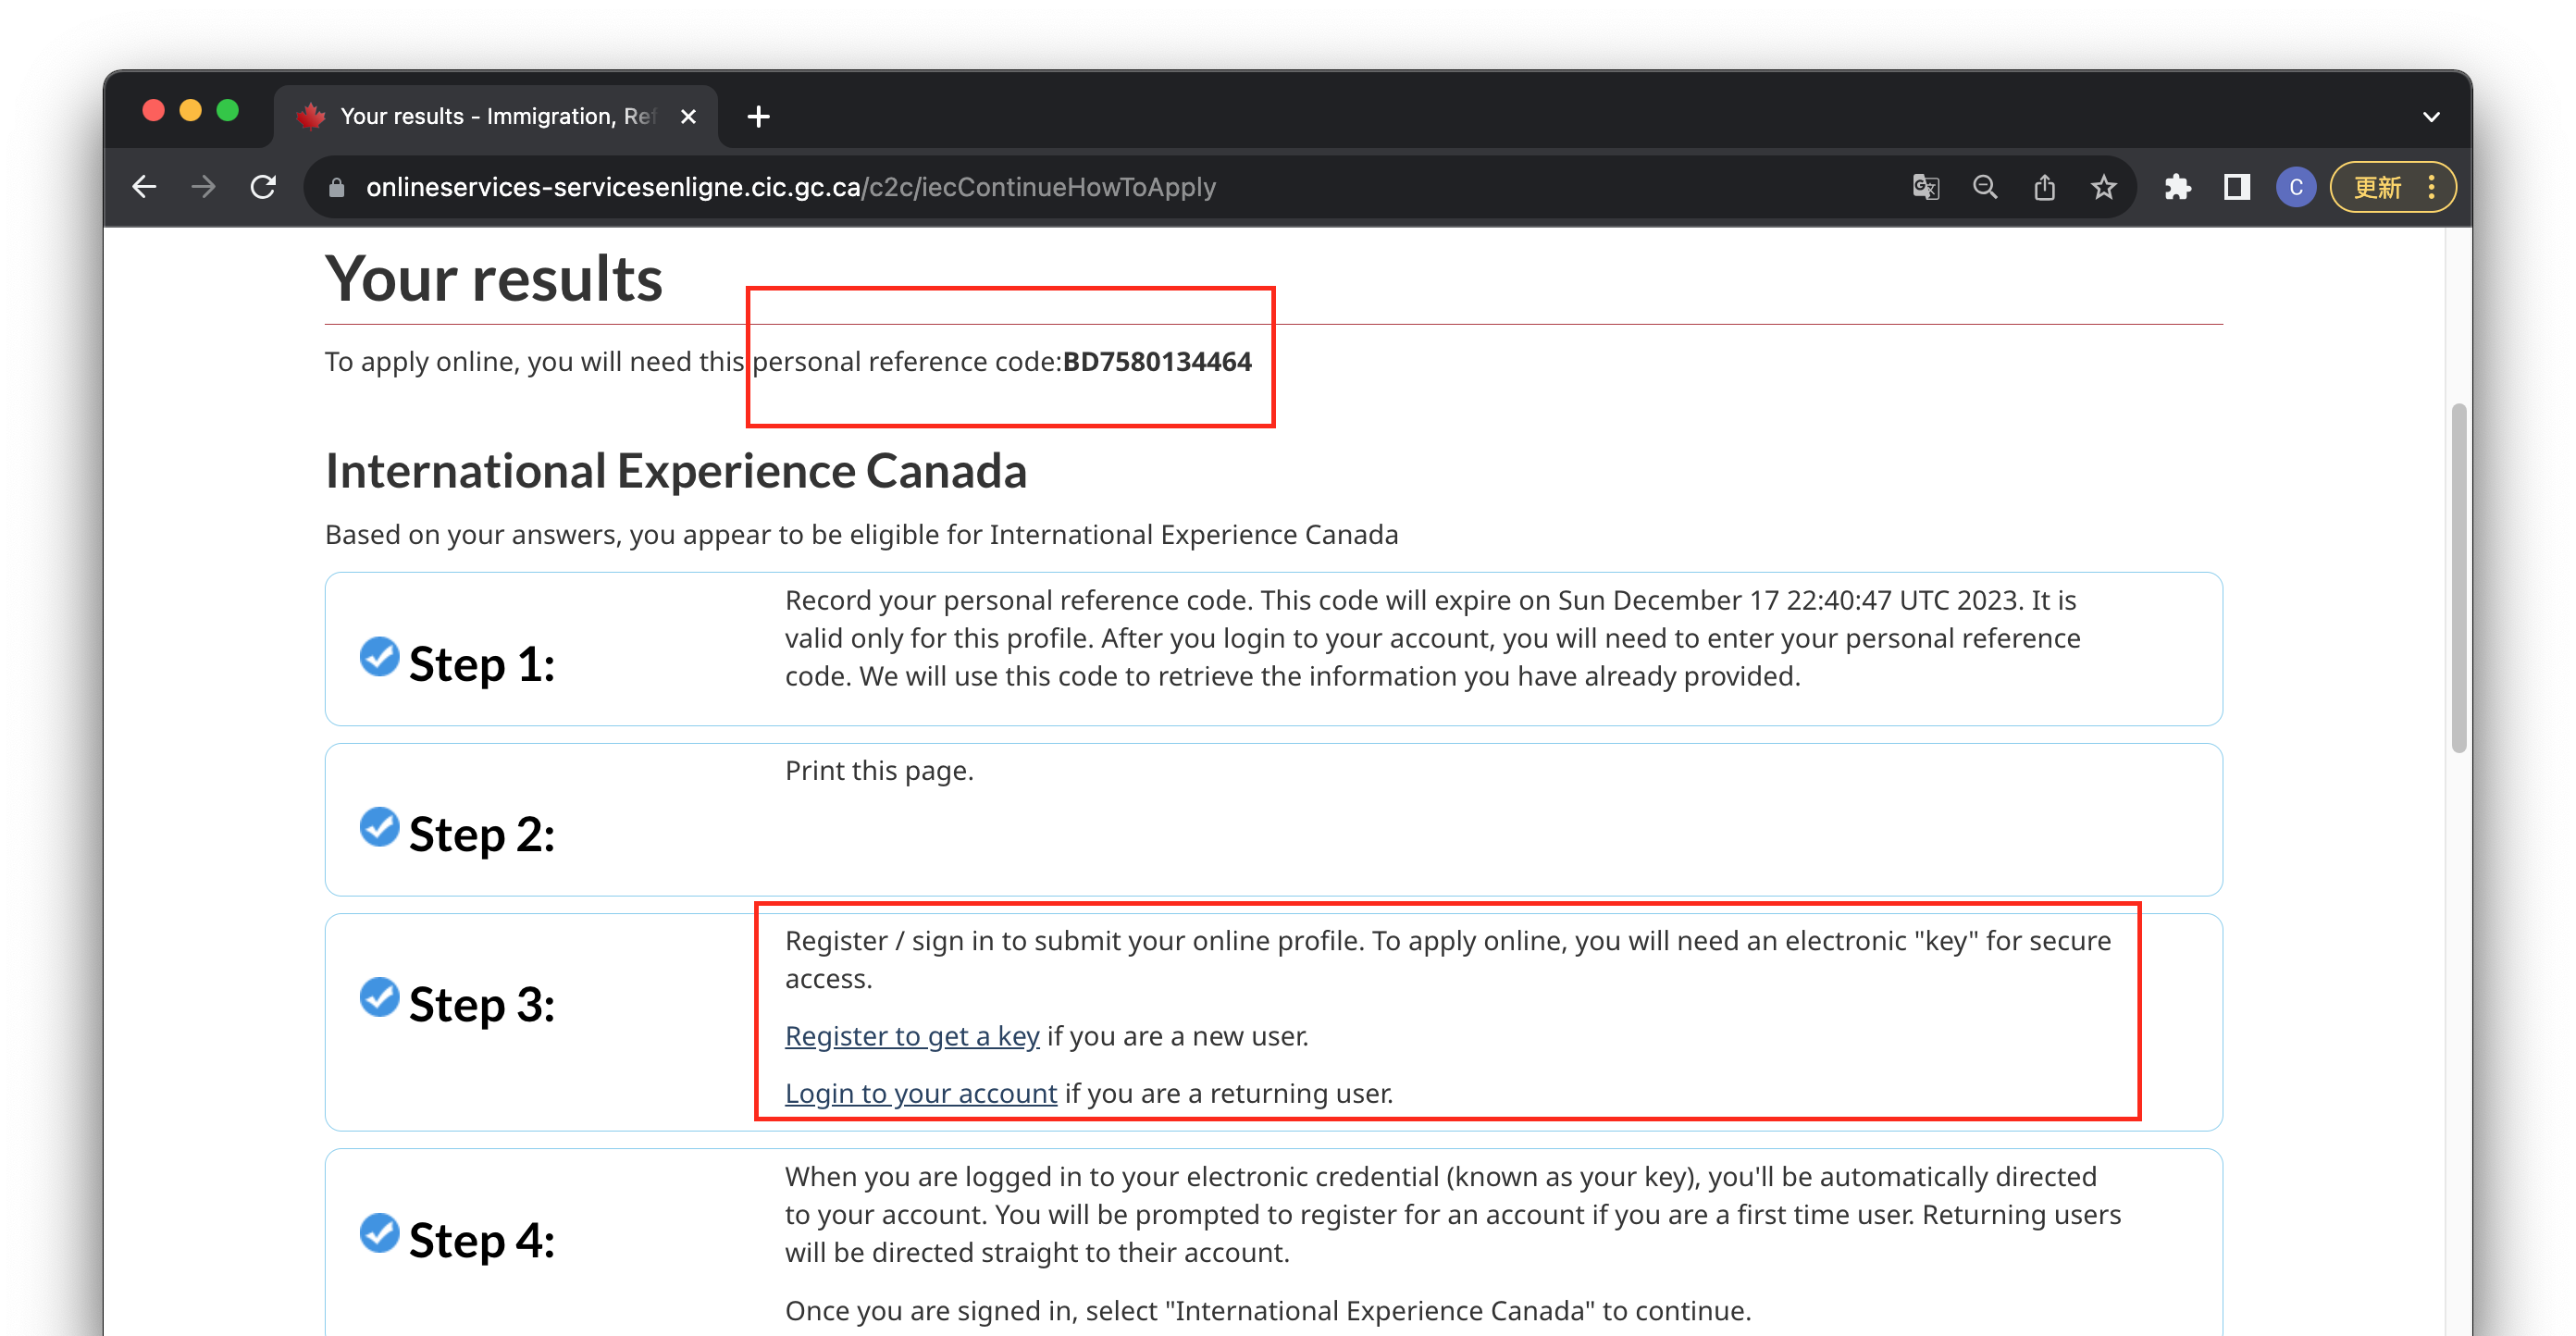 Your results - Immigration, Ref
onlineservices-servicesenligne.cic.gc.ca/c2c/iecContinueHowToApply
C
更新
Your results
To apply online, you will need this personal reference code:BD7580134464
International Experience Canada
Based on your answers, you appear to be eligible for International Experience Canada
Step 1:
Record your personal reference code. This code will expire on Sun December 17 22:40:47 UTC 2023. It is
valid only for this profile. After you login to your account, you will need to enter your personal reference
code. We will use this code to retrieve the information you have already provided.
Step 2:
Print this page.
Step 3:
Register / sign in to submit your online profile. To apply online, you will need an electronic "key" for secure
access.
Register to get a key if you are a new user.
Login to your account if you are a returning user.
Step 4:
When you are logged in to your electronic credential (known as your key), you'll be automatically directed
to your account. You will be prompted to register for an account if you are a first time user. Returning users
will be directed straight to their account.
Once you are signed in, select "International Experience Canada" to continue.